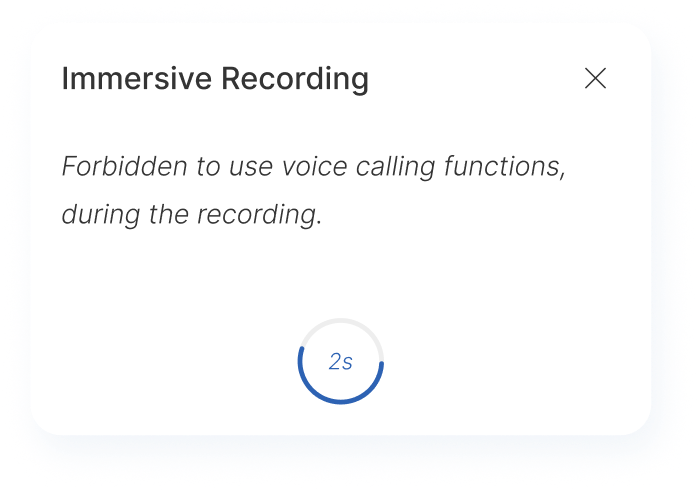 Immersive Recording
Forbidden to use voice calling functions,
during the recording.
2s